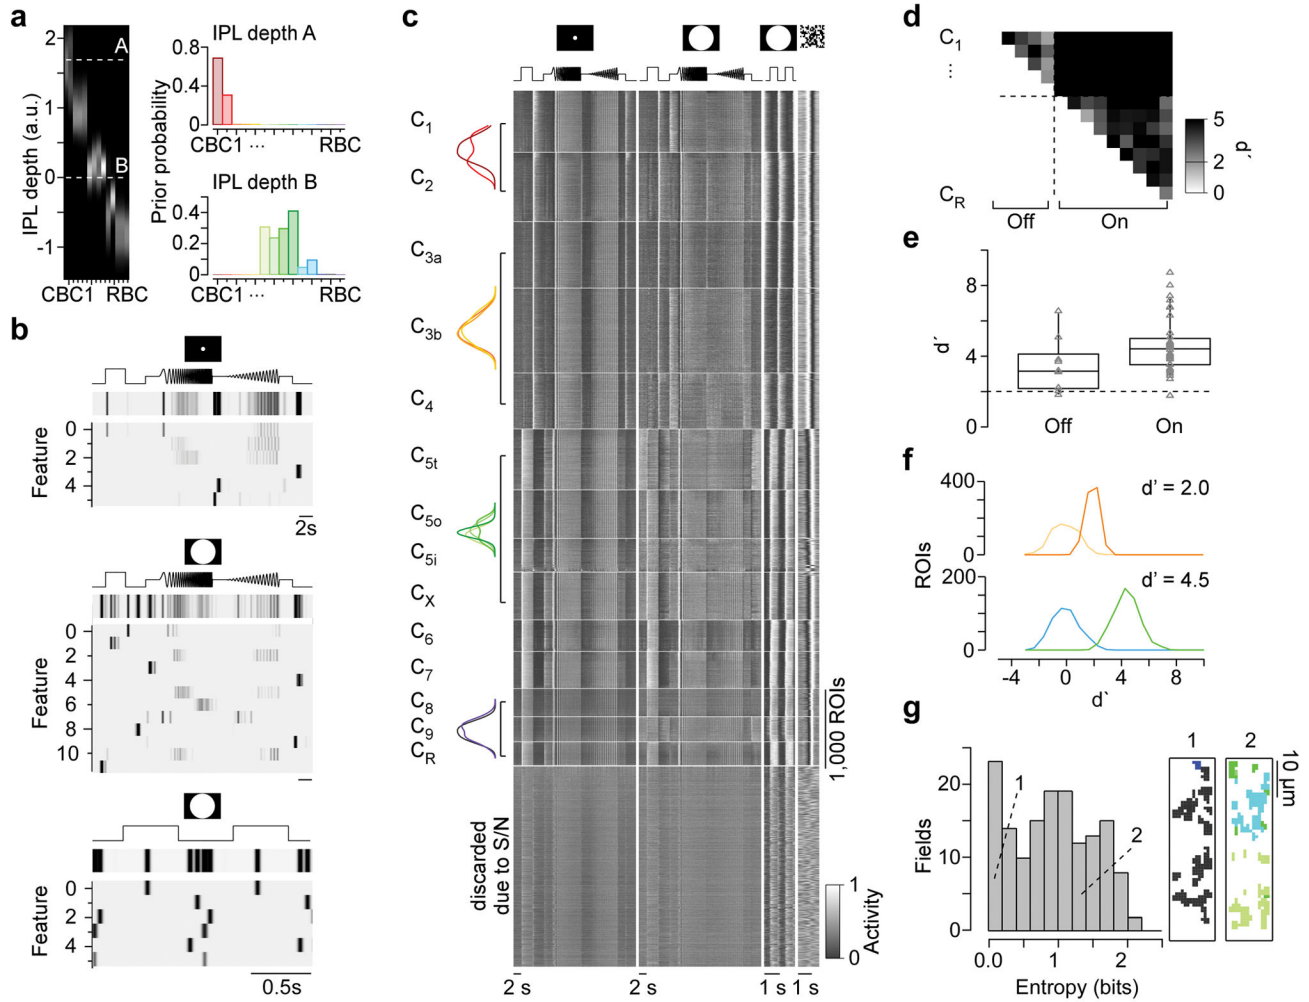 a
IPL depth (a.u.)
2
1
0
-1
A
B
CBC1 RBC
IPL depth A
Prior probability
0.8
0.4
0
CBC1 ... RBC
IPL depth B
0.4
0.2
0
CBC1 ... RBC
b
Feature
0
2
4
2s
Feature
0
2
4
6
8
10
Feature
0
2
4
0.5s
c
C1
C2
C3a
C3b
C4
C5t
C5o
C5i
CX
C6
C7
C8
C9
CR
discarded
due to S/N
1,000 ROIs
1
0
Activity
2 s
2 s
1 s
1 s
d
C1
...
CR
Off
On
5
2
0
d´
e
d´
8
4
0
Off
On
f
ROIs
400
0
d' = 2.0
200
0
d' = 4.5
-4 0 4 8
d`
g
Fields
20
10
0
1
2
0.0 1 2
Entropy (bits)
1
2
10 µm